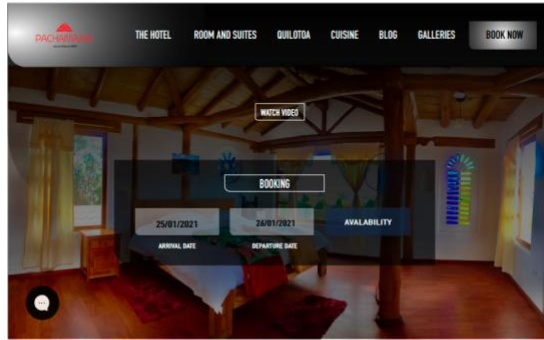 PACHAMAMA
THE HOTEL ROOM AND SUITES QUILOTOA CUISINE BLOG GALLERIES BOOK NOW
WATCH VIDEO
BOOKING
25/01/2021 26/01/2021 AVALABILITY
ARRIVAL DATE DEPARTURE DATE